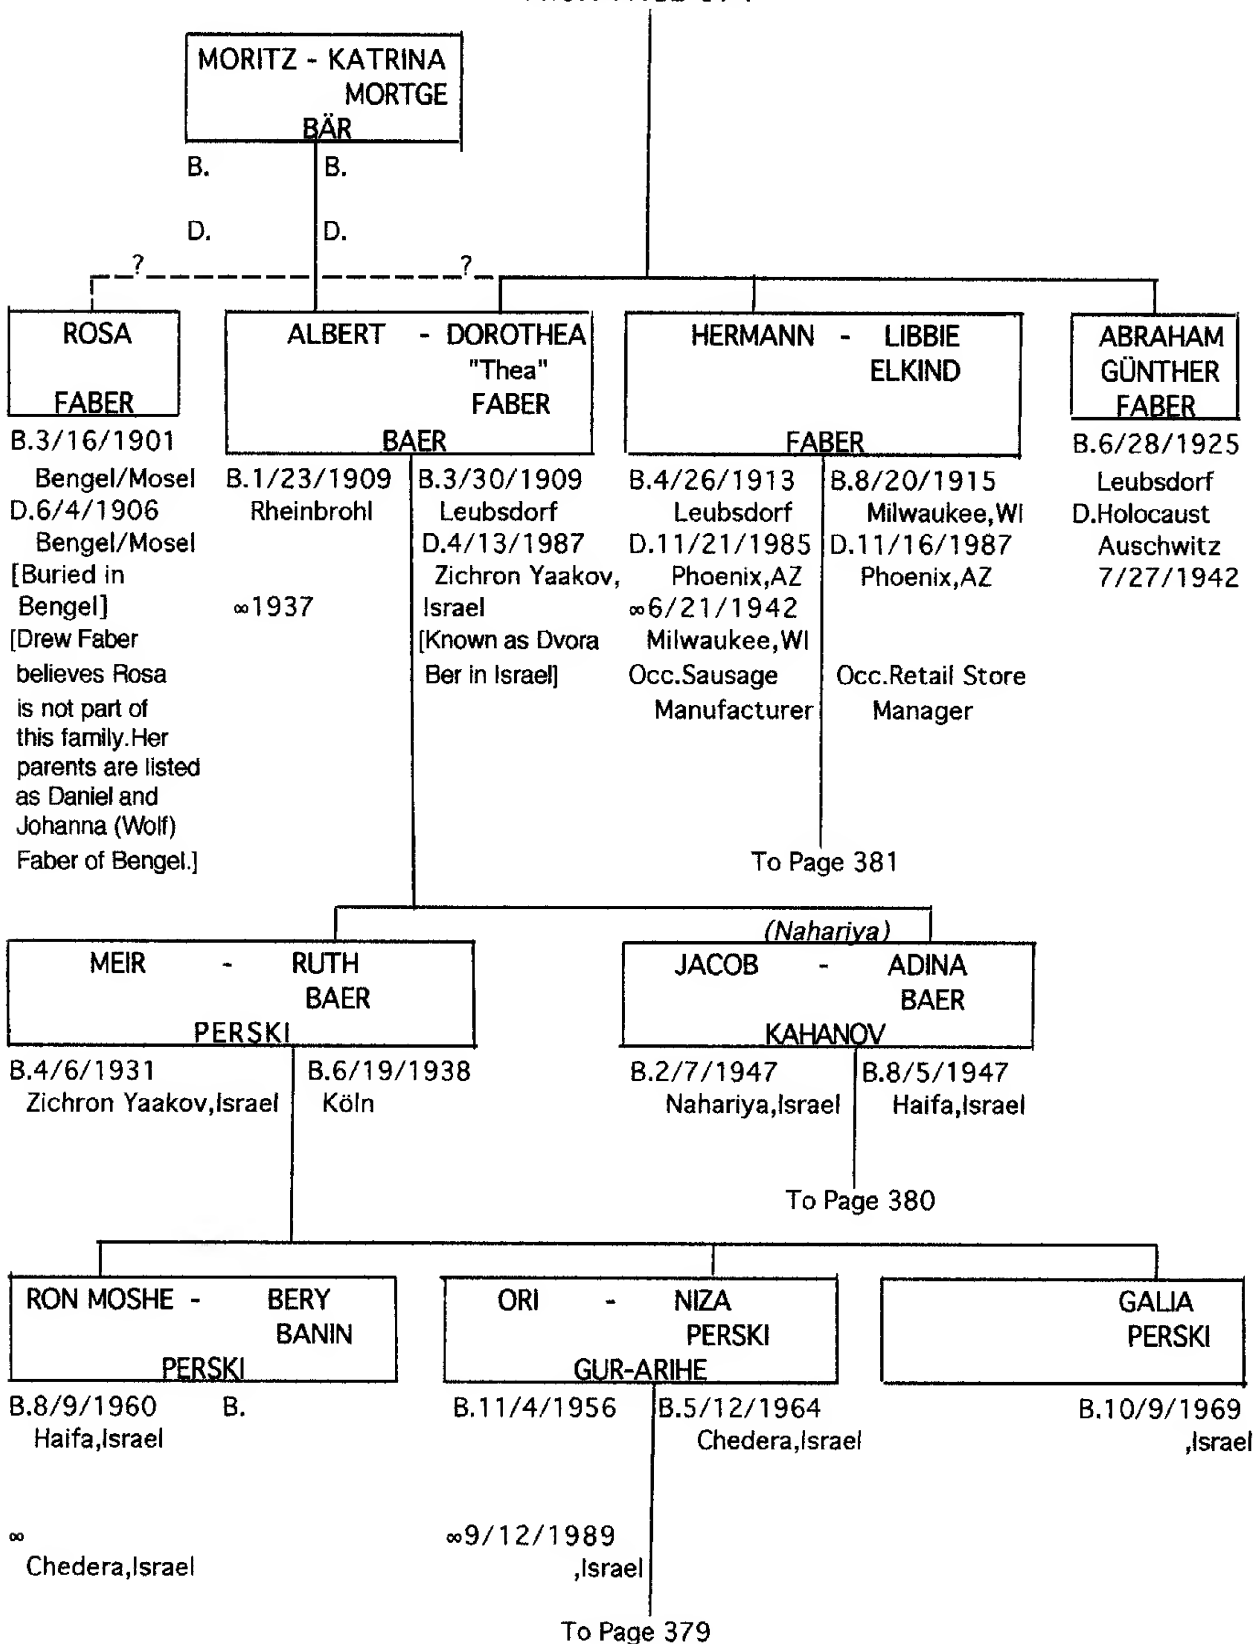 MORITZ - KATRINA
MORTGE
BÄR
B. B.
D. D.
? ?
ROSA
FABER
B.3/16/1901
Bengel/Mosel
D.6/4/1906
Bengel/Mosel
[Buried in
Bengel]
[Drew Faber
believes Rosa
is not part of
this family.Her
parents are listed
as Daniel and
Johanna (Wolf)
Faber of Bengel.]
ALBERT - DOROTHEA
"Thea"
FABER
BAER
B.1/23/1909
Rheinbrohl
∞1937
B.3/30/1909
Leubsdorf
D.4/13/1987
Zichron Yaakov,
Israel
[Known as Dvora
Ber in Israel]
HERMANN - LIBBIE
ELKIND
FABER
B.4/26/1913
Leubsdorf
D.11/21/1985
Phoenix,AZ
∞6/21/1942
Milwaukee,WI
Occ.Sausage
Manufacturer
B.8/20/1915
Milwaukee,WI
D.11/16/1987
Phoenix,AZ
Occ.Retail Store
Manager
To Page 381
ABRAHAM
GÜNTHER
FABER
B.6/28/1925
Leubsdorf
D.Holocaust
Auschwitz
7/27/1942
MEIR - RUTH
BAER
PERSKI
B.4/6/1931
Zichron Yaakov,Israel
B.6/19/1938
Köln
(Nahariya)
JACOB - ADINA
BAER
KAHANOV
B.2/7/1947
Nahariya,Israel
B.8/5/1947
Haifa,Israel
To Page 380
RON MOSHE - BERY
BANIN
PERSKI
B.8/9/1960 B.
Haifa,Israel
∞
Chedera,Israel
ORI - NIZA
PERSKI
GUR-ARIHE
B.11/4/1956
B.5/12/1964
Chedera,Israel
∞9/12/1989
,Israel
To Page 379
GALIA
PERSKI
B.10/9/1969
,Israel